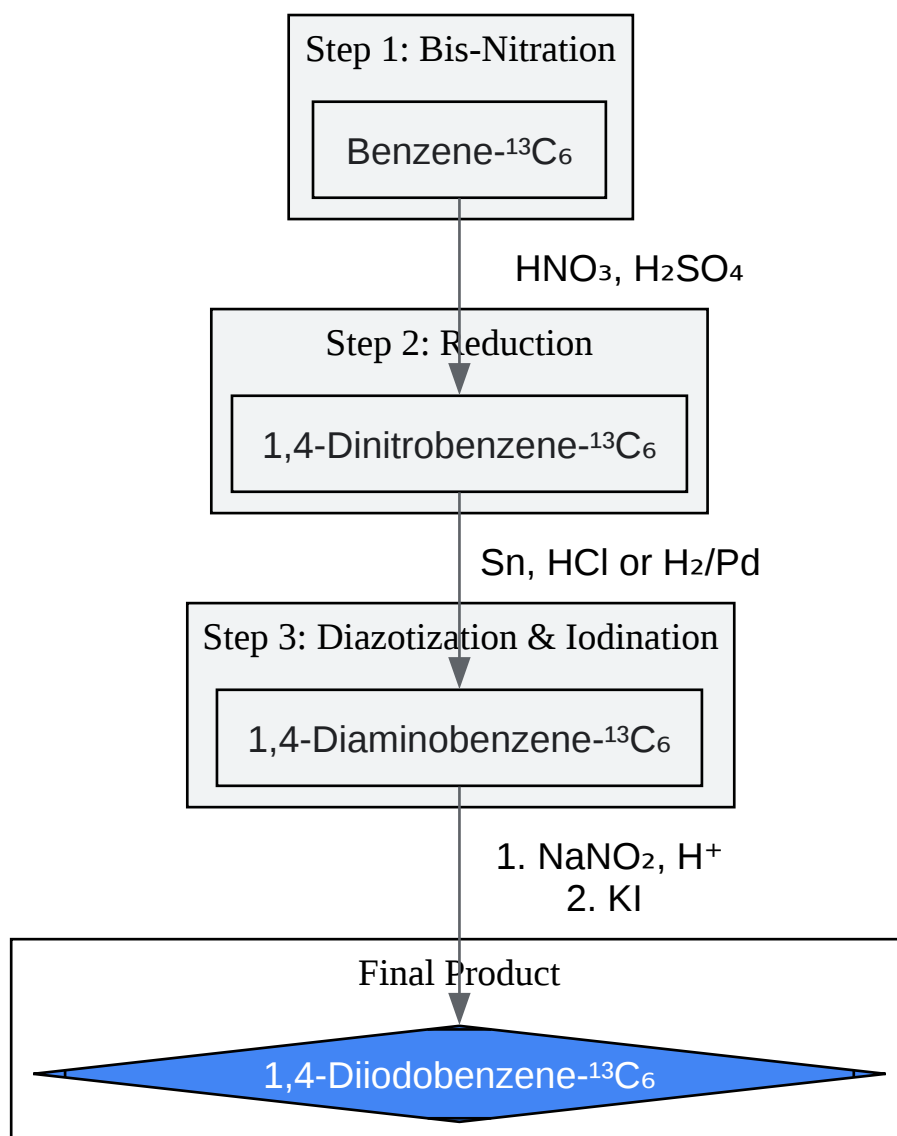 Step 1: Bis-Nitration
Benzene-¹³C₆
HNO₃, H₂SO₄
Step 2: Reduction
1,4-Dinitrobenzene-¹³C₆
Sn, HCl or H₂/Pd
Step 3: Diazotization & Iodination
1,4-Diaminobenzene-¹³C₆
1. NaNO₂, H⁺
2. KI
Final Product
1,4-Diiodobenzene-¹³C₆